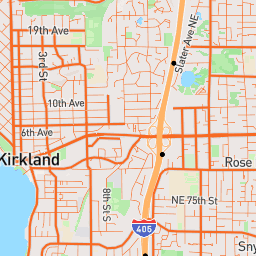 19th Ave
Slater Ave NE
3rd St
10th Ave
6th Ave
Kirkland
Rose
8th St S
NE 75th St
405
Sny